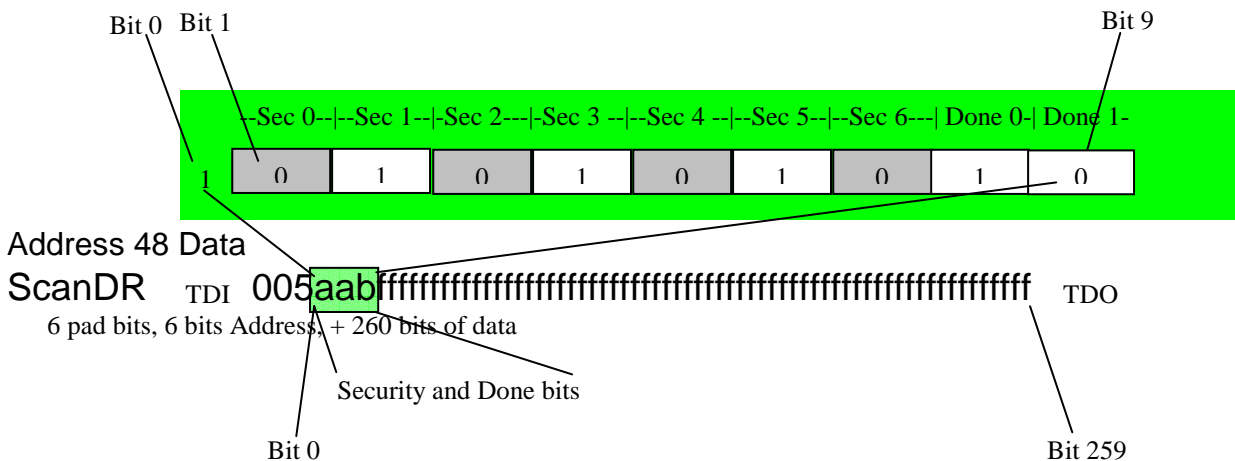 Bit 0 Bit 1 Bit 9
--Sec 0--|--Sec 1--|-Sec 2---|-Sec 3 --|--Sec 4 --|--Sec 5--|--Sec 6---| Done 0-| Done 1-
1 0 1 0 1 0 1 0 1 0
Address 48 Data
ScanDR TDI 005aabffffffffffffffffffffffffffffffffffffffffffffffffffffffffffffff TDO
6 pad bits, 6 bits Address, + 260 bits of data
Security and Done bits
Bit 0 Bit 259